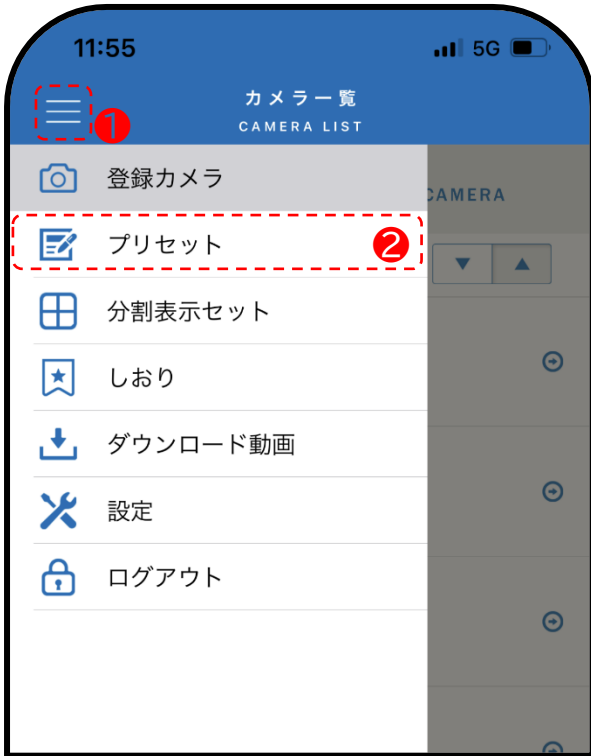 11:55
5G
カメラ一覧
CAMERA LIST
1
登録カメラ
CAMERA
プリセット
2
▼
▲
分割表示セット
しおり
ダウンロード動画
設定
ログアウト